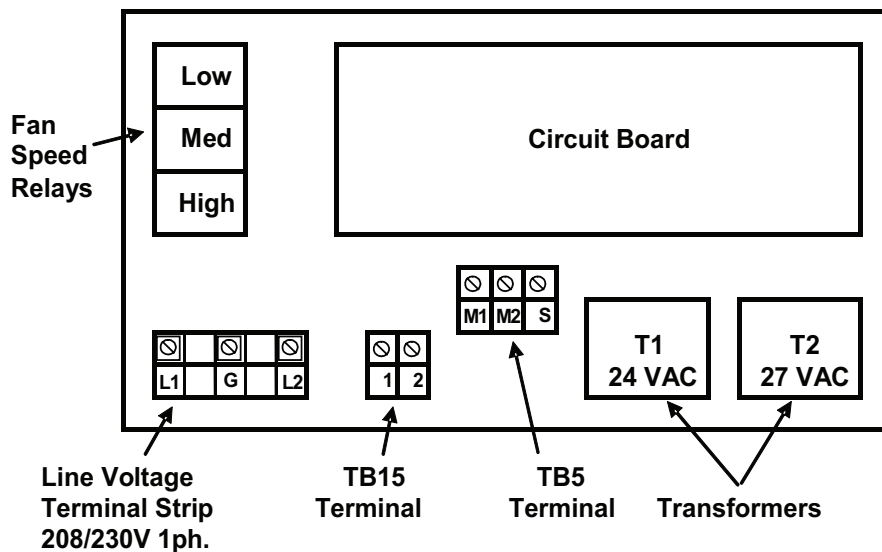 Low
Med
High
Fan
Speed
Relays
Circuit Board
M1 M2 S
T1
24 VAC
T2
27 VAC
L1 G L2
1 2
Line Voltage
Terminal Strip
208/230V 1ph.
TB15
Terminal
TB5
Terminal
Transformers